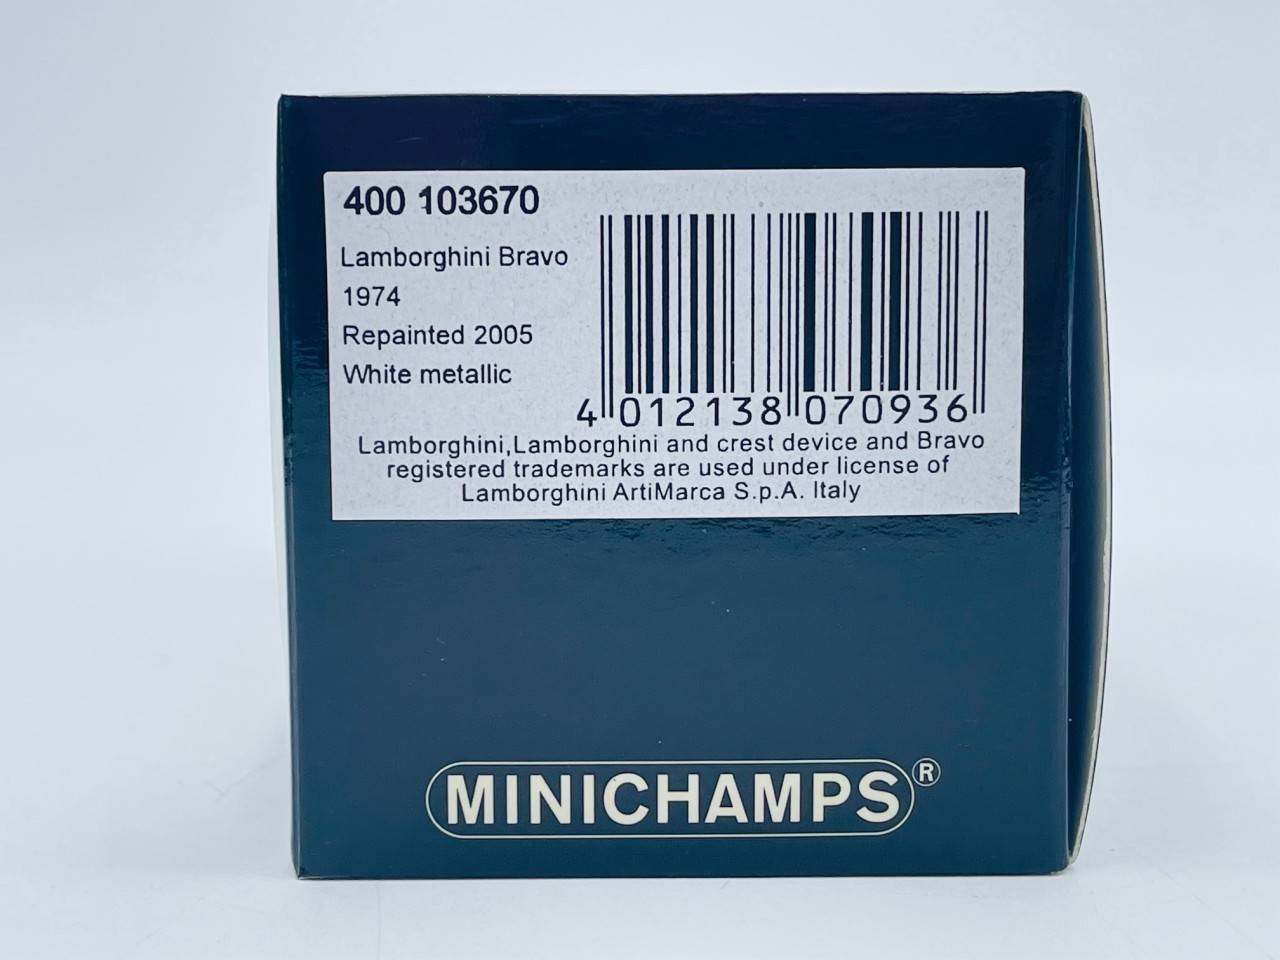 400 103670
Lamborghini Bravo
1974
Repainted 2005
White metallic
4 012138 070936
Lamborghini,Lamborghini and crest device and Bravo
registered trademarks are used under license of
Lamborghini ArtiMarca S.p.A. Italy
MINICHAMPS®